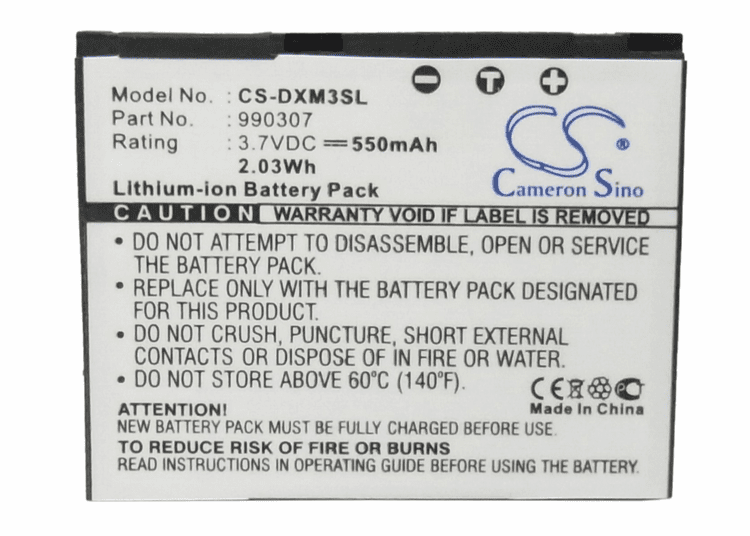 Model No. : CS-DXM3SL
Part No. : 990307
Rating : 3.7VDC 550mAh
2.03Wh
Lithium-ion Battery Pack
- T +
CS ®
Cameron Sino
CAUTION WARRANTY VOID IF LABEL IS REMOVED
• DO NOT ATTEMPT TO DISASSEMBLE, OPEN OR SERVICE
THE BATTERY PACK.
• REPLACE ONLY WITH THE BATTERY PACK DESIGNATED
FOR THIS PRODUCT.
• DO NOT CRUSH, PUNCTURE, SHORT EXTERNAL
CONTACTS OR DISPOSE OF IN FIRE OR WATER.
• DO NOT STORE ABOVE 60°C (140°F).
CE
Made In China
ATTENTION!
NEW BATTERY PACK MUST BE FULLY CHARGED BEFORE USE.
TO REDUCE RISK OF FIRE OR BURNS
READ INSTRUCTIONS IN OPERATING GUIDE BEFORE USING THE BATTERY.